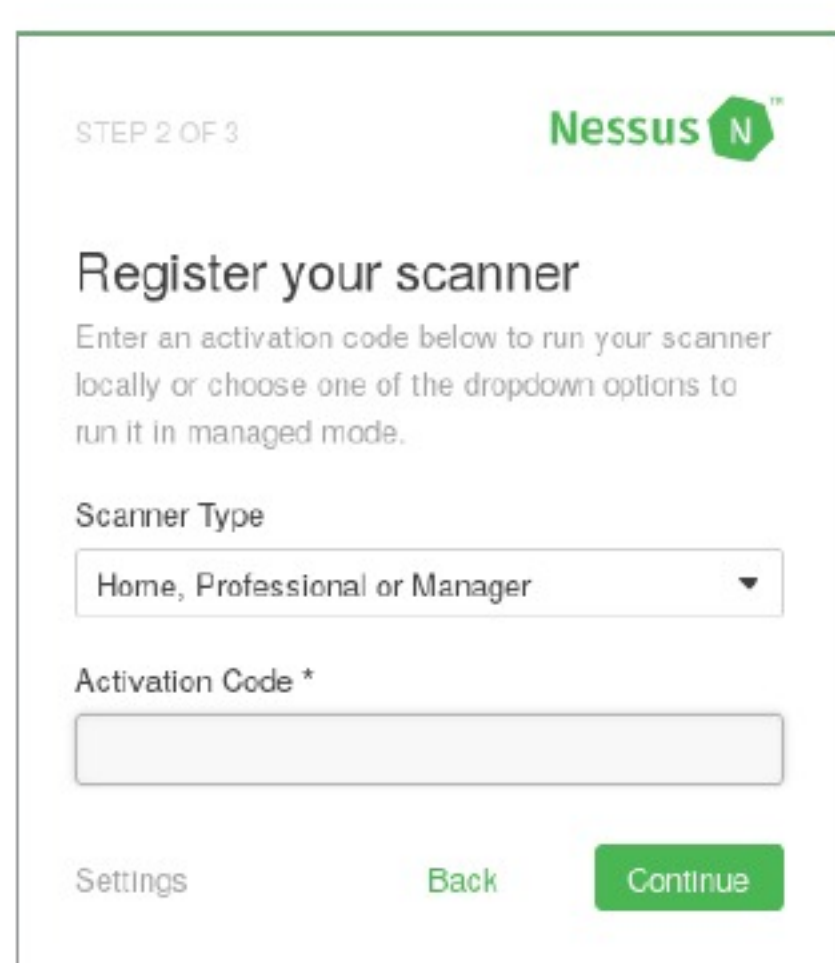 STEP 2 OF 3
Nessus N™
Register your scanner
Enter an activation code below to run your scanner
locally or choose one of the dropdown options to
run it in managed mode.
Scanner Type
Home, Professional or Manager
Activation Code *
Settings
Back
Continue